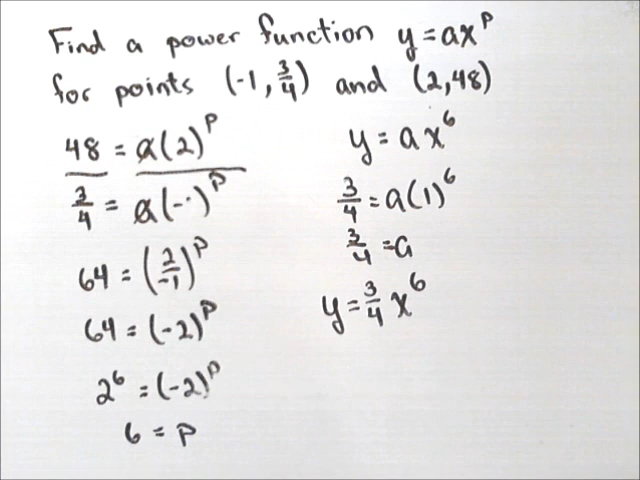 Find a power function y = ax^p
for points (-1, 3/4) and (2, 48)
48 = a(2)^p
3/4 = a(-·)^p
64 = (2/-1)^p
64 = (-2)^p
2^6 = (-2)^p
6 = p
y = ax^6
3/4 = a(1)^6
3/4 = a
y = 3/4 x^6